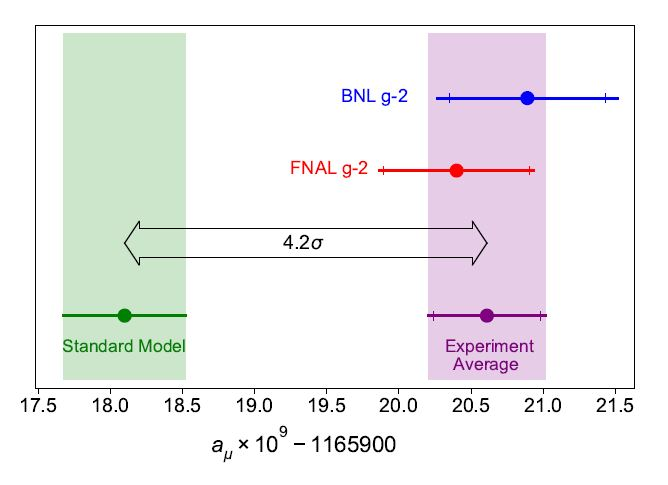 BNL g-2
FNAL g-2
4.2σ
Standard Model
Experiment
Average
17.5 18.0 18.5 19.0 19.5 20.0 20.5 21.0 21.5
a_μ × 10^9 − 1165900